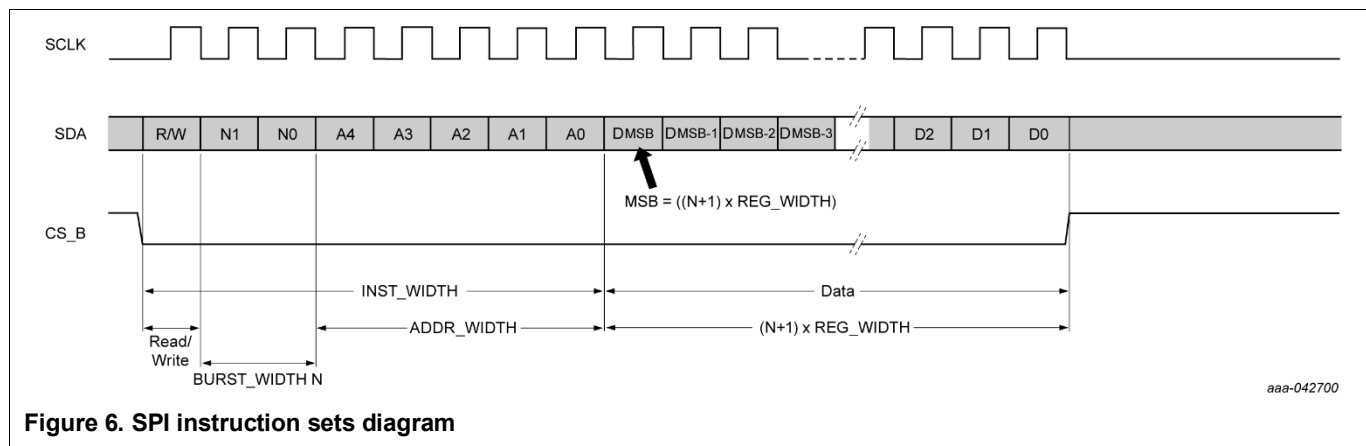 SCLK
SDA R/W N1 N0 A4 A3 A2 A1 A0 DMSB DMSB-1 DMSB-2 DMSB-3 D2 D1 D0
MSB = ((N+1) x REG_WIDTH)
CS_B
INST_WIDTH Data
ADDR_WIDTH (N+1) x REG_WIDTH
Read/
Write
BURST_WIDTH N
aaa-042700
Figure 6. SPI instruction sets diagram